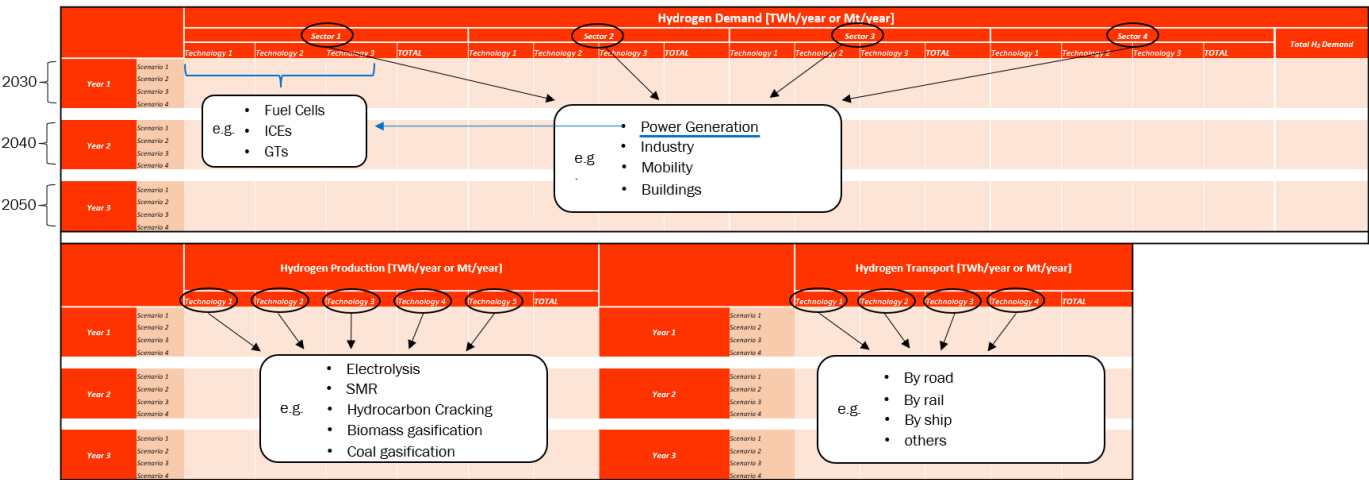 Hydrogen Demand [TWh/year or Mt/year]
Sector 1 Sector 2 Sector 3 Sector 4 Total H₂ Demand
Technology 1 Technology 2 Technology 3 TOTAL Technology 1 Technology 2 Technology 3 TOTAL Technology 1 Technology 2 Technology 3 TOTAL Technology 1 Technology 2 Technology 3 TOTAL
2030 Year 1
Scenario 1
Scenario 2
Scenario 3
Scenario 4
2040 Year 2
Scenario 1
Scenario 2
Scenario 3
Scenario 4
2050 Year 3
Scenario 1
Scenario 2
Scenario 3
Scenario 4
e.g.
• Fuel Cells
• ICEs
• GTs
e.g
.
• Power Generation
• Industry
• Mobility
• Buildings
Hydrogen Production [TWh/year or Mt/year]
Technology 1 Technology 2 Technology 3 Technology 4 Technology 5 TOTAL
Year 1
Scenario 1
Scenario 2
Scenario 3
Scenario 4
Year 2
Scenario 1
Scenario 2
Scenario 3
Scenario 4
Year 3
Scenario 1
Scenario 2
Scenario 3
Scenario 4
e.g.
• Electrolysis
• SMR
• Hydrocarbon Cracking
• Biomass gasification
• Coal gasification
Hydrogen Transport [TWh/year or Mt/year]
Technology 1 Technology 2 Technology 3 Technology 4 TOTAL
Year 1
Scenario 1
Scenario 2
Scenario 3
Scenario 4
Year 2
Scenario 1
Scenario 2
Scenario 3
Scenario 4
Year 3
Scenario 1
Scenario 2
Scenario 3
Scenario 4
e.g.
• By road
• By rail
• By ship
• others